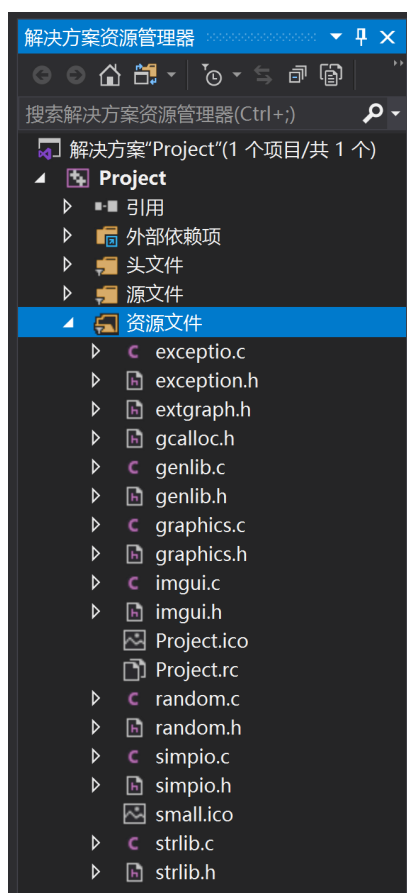 解决方案资源管理器
搜索解决方案资源管理器(Ctrl+;)
解决方案"Project"(1 个项目/共 1 个)
Project
引用
外部依赖项
头文件
源文件
资源文件
exceptio.c
exception.h
extgraph.h
gcalloc.h
genlib.c
genlib.h
graphics.c
graphics.h
imgui.c
imgui.h
Project.ico
Project.rc
random.c
random.h
simpio.c
simpio.h
small.ico
strlib.c
strlib.h